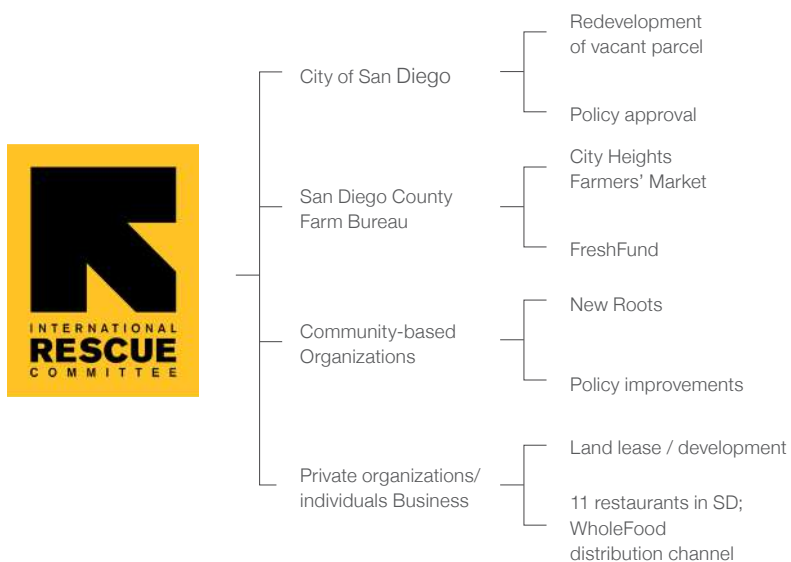 INTERNATIONAL
RESCUE
COMMITTEE
City of San Diego
Redevelopment
of vacant parcel
Policy approval
San Diego County
Farm Bureau
City Heights
Farmers' Market
FreshFund
Community-based
Organizations
New Roots
Policy improvements
Private organizations/
individuals Business
Land lease / development
11 restaurants in SD;
WholeFood
distribution channel